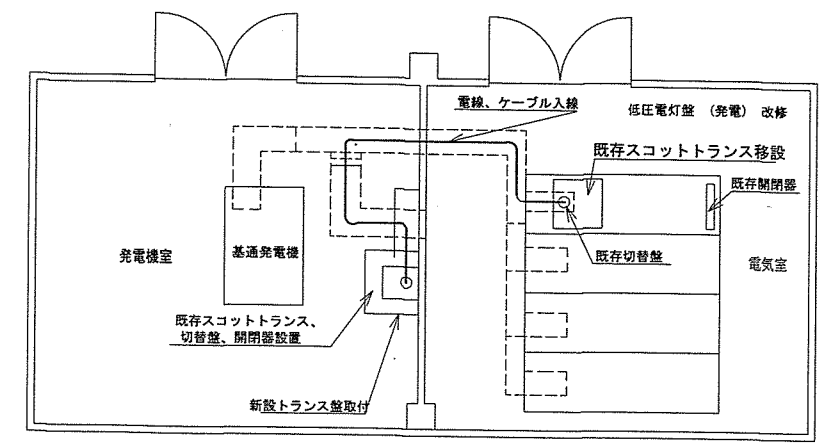 電線、ケーブル入線
低圧電灯盤 （発電） 改修
既存スコットトランス移設
既存開閉器
発電機室
基通発電機
既存切替盤
電気室
既存スコットトランス、
切替盤、開閉器設置
新設トランス盤取付